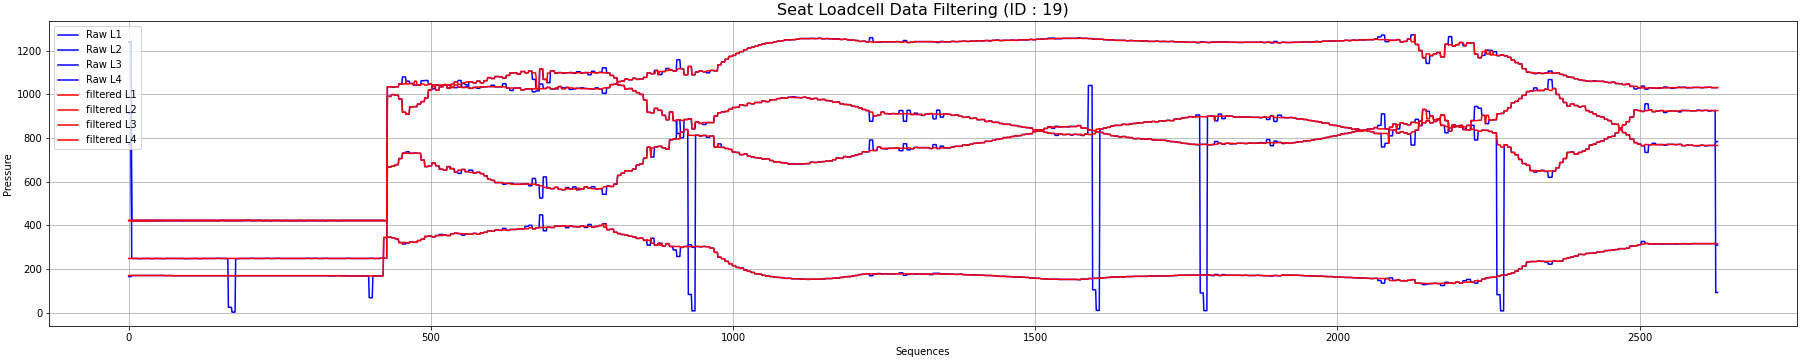 Seat Loadcell Data Filtering (ID : 19)
Raw L1
Raw L2
Raw L3
Raw L4
filtered L1
filtered L2
filtered L3
filtered L4
Pressure
1200
1000
800
600
400
200
0
0 500 1000 1500 2000 2500
Sequences